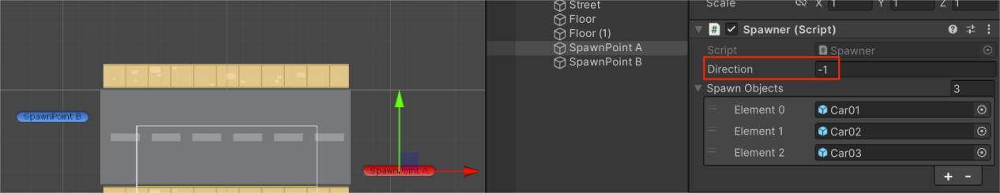 Street
Floor
Floor (1)
SpawnPoint A
SpawnPoint B
SpawnPoint B
SpawnPoint A
Scale X 1 Y 1 Z 1
# Spawner (Script)
Script # Spawner
Direction -1
Spawn Objects 3
Element 0 Car01
Element 1 Car02
Element 2 Car03
+ -